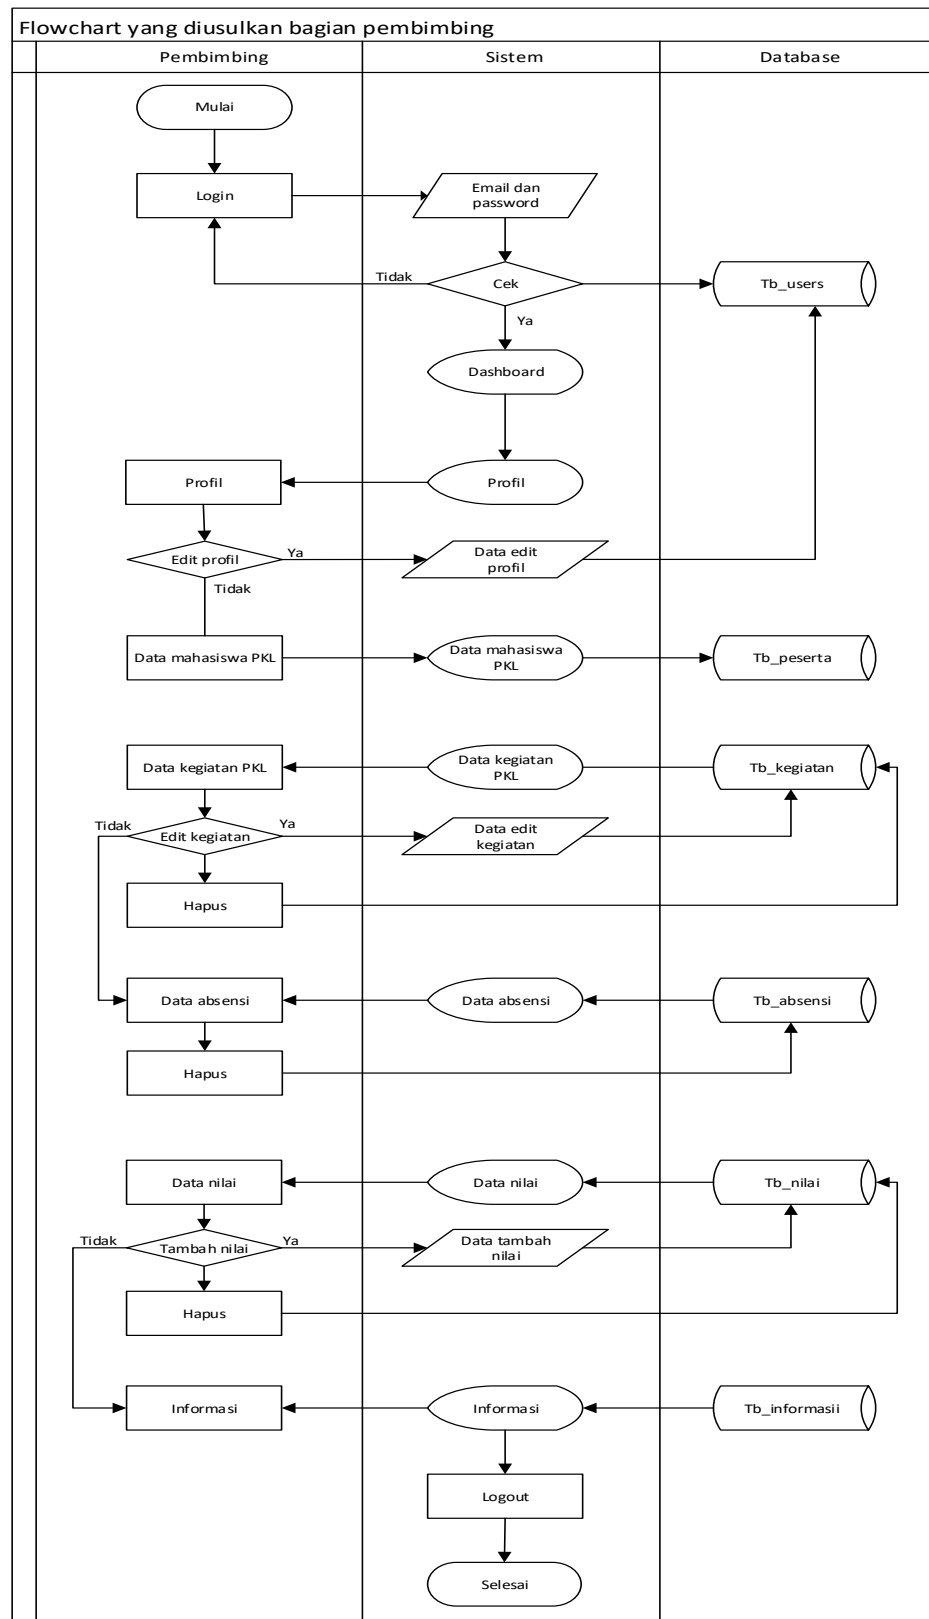 Flowchart yang diusulkan bagian pembimbing
Pembimbing
Sistem
Database
Mulai
Login
Email dan
password
Tidak
Cek
Tb_users
Ya
Dashboard
Profil
Profil
Edit profil
Ya
Data edit
profil
Tidak
Data mahasiswa PKL
Data mahasiswa
PKL
Tb_peserta
Data kegiatan PKL
Data kegiatan
PKL
Tb_kegiatan
Tidak
Edit kegiatan
Ya
Data edit
kegiatan
Hapus
Data absensi
Data absensi
Tb_absensi
Hapus
Data nilai
Data nilai
Tb_nilai
Tidak
Tambah nilai
Ya
Data tambah
nilai
Hapus
Informasi
Informasi
Tb_informasii
Logout
Selesai